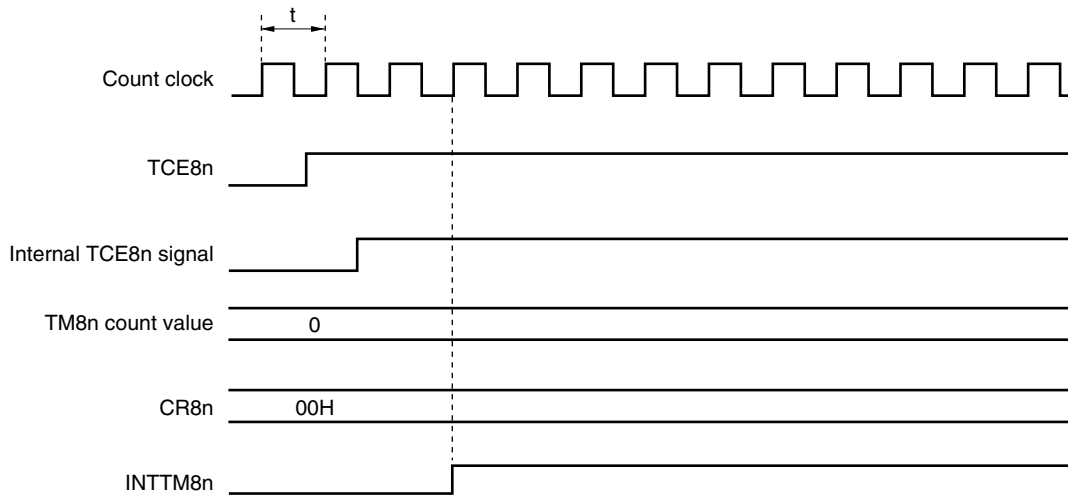 t
Count clock
TCE8n
Internal TCE8n signal
TM8n count value
0
CR8n
00H
INTTM8n